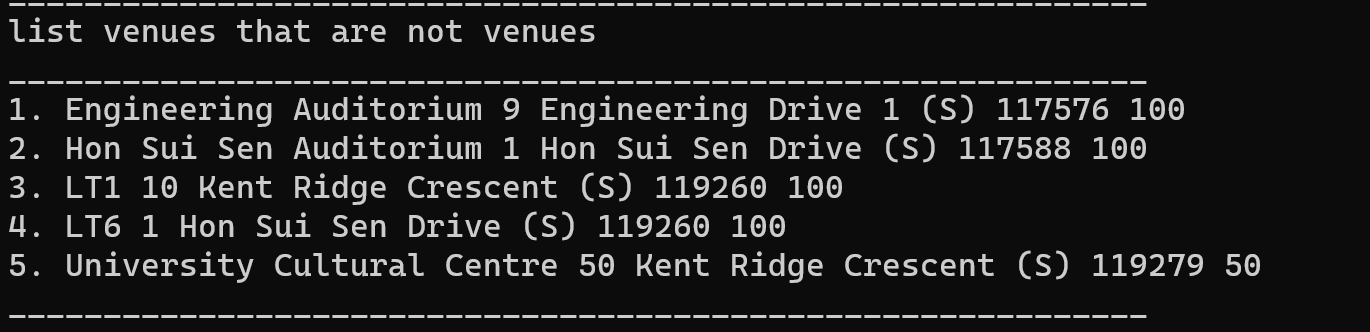 ____________________________________________________________
list venues that are not venues
____________________________________________________________
1. Engineering Auditorium 9 Engineering Drive 1 (S) 117576 100
2. Hon Sui Sen Auditorium 1 Hon Sui Sen Drive (S) 117588 100
3. LT1 10 Kent Ridge Crescent (S) 119260 100
4. LT6 1 Hon Sui Sen Drive (S) 119260 100
5. University Cultural Centre 50 Kent Ridge Crescent (S) 119279 50
____________________________________________________________